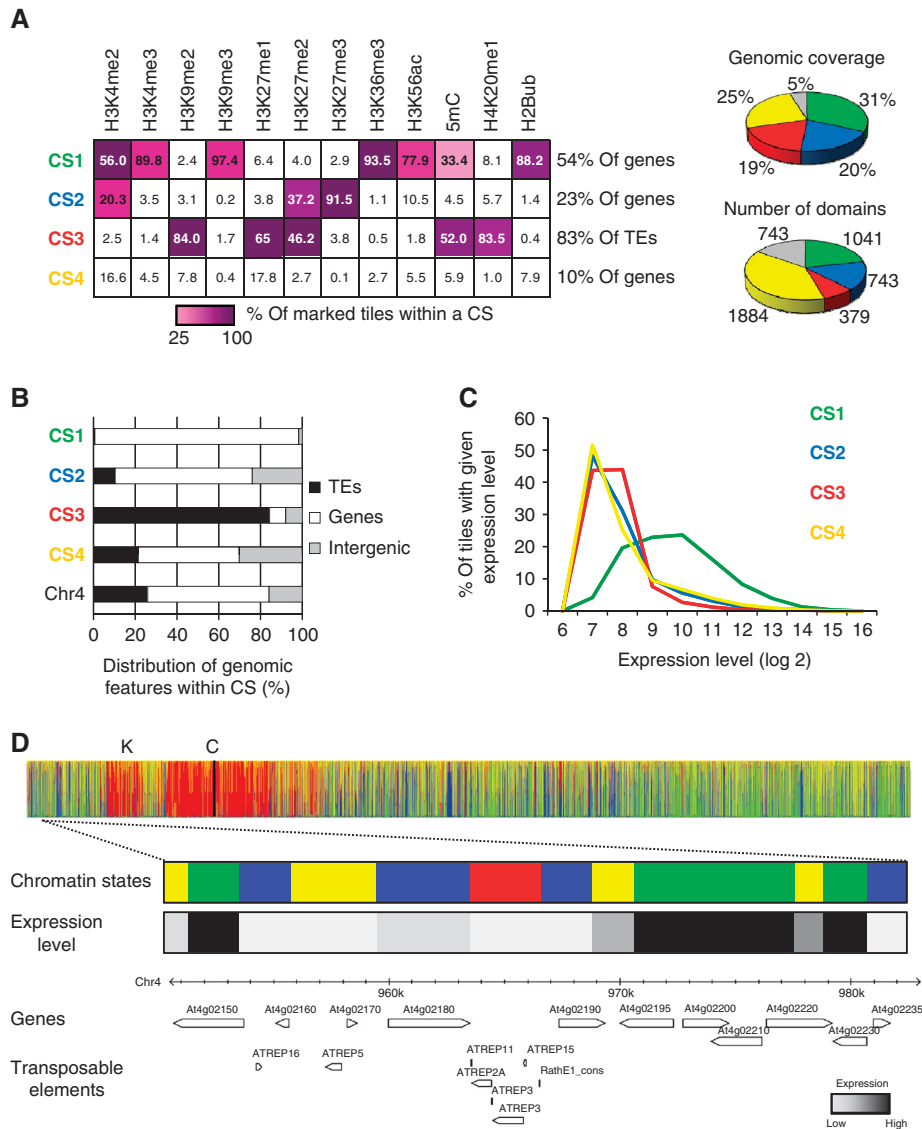 A
H3K4me2 H3K4me3 H3K9me2 H3K9me3 H3K27me1 H3K27me2 H3K27me3 H3K36me3 H3K56ac 5mC H4K20me1 H2Bub
CS1 56.0 89.8 2.4 97.4 6.4 4.0 2.9 93.5 77.9 33.4 8.1 88.2 54% Of genes
CS2 20.3 3.5 3.1 0.2 3.8 37.2 91.5 1.1 10.5 4.5 5.7 1.4 23% Of genes
CS3 2.5 1.4 84.0 1.7 65 46.2 3.8 0.5 1.8 52.0 83.5 0.4 83% Of TEs
CS4 16.6 4.5 7.8 0.4 17.8 2.7 0.1 2.7 5.5 5.9 1.0 7.9 10% Of genes
% Of marked tiles within a CS
25 100
Genomic coverage
5%
25% 31%
19% 20%
Number of domains
743 1041
743
1884 379
B
CS1
CS2
CS3
CS4
Chr4
0 20 40 60 80 100
Distribution of genomic
features within CS (%)
TEs
Genes
Intergenic
C
% Of tiles with given
expression level
60
50
40
30
20
10
0
6 7 8 9 10 11 12 13 14 15 16
Expression level (log 2)
CS1
CS2
CS3
CS4
D
K C
Chromatin states
Expression
level
Chr4
960k 970k 980k
Genes
At4g02150 At4g02160 At4g02170 At4g02180 At4g02190 At4g02195 At4g02200 At4g02220 At4g02235
At4g02210 At4g02230
Transposable
elements
ATREP16 ATREP5 ATREP11 ATREP15
ATREP2A RathE1_cons
ATREP3
ATREP3
Expression
Low High